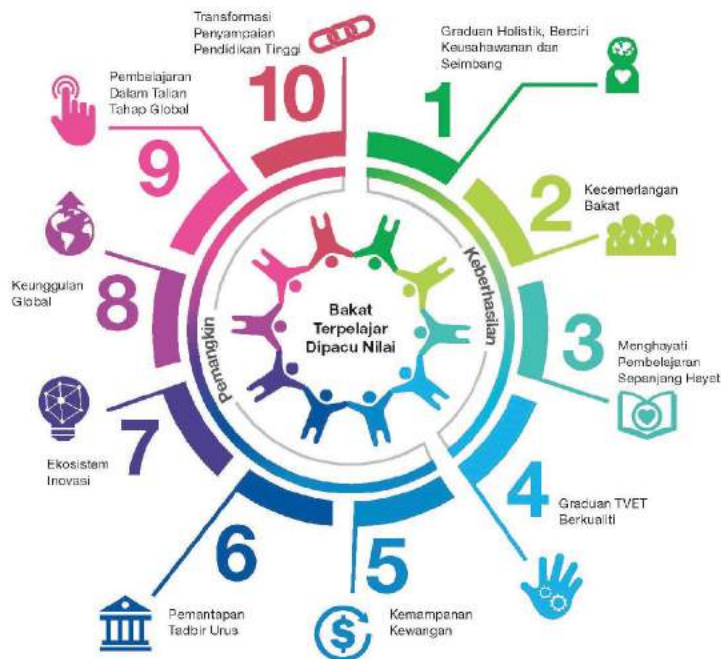 1
Graduan Holistik, Berciri
Keusahawanan dan
Seimbang
2
Kecemerlangan
Bakat
3
Menghayati
Pembelajaran
Sepanjang Hayat
4
Graduan TVET
Berkualiti
5
Kemampanan
Kewangan
$
6
Pemantapan
Tadbir Urus
7
Ekosistem
Inovasi
8
Keunggulan
Global
9
Pembelajaran
Dalam Talian
Tahap Global
10
Transformasi
Penyampaian
Pendidikan Tinggi
Keberhasilan
Pemangkin
Bakat
Terpelajar
Dipacu Nilai